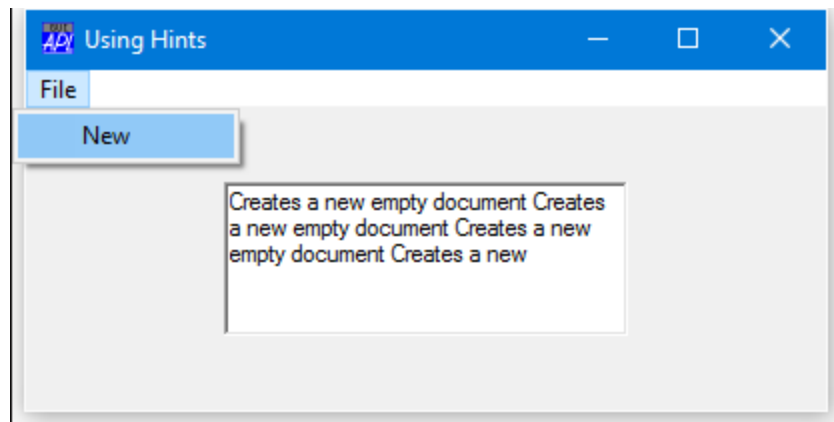 GUI
API Using Hints
File
New
Creates a new empty document Creates
a new empty document Creates a new
empty document Creates a new